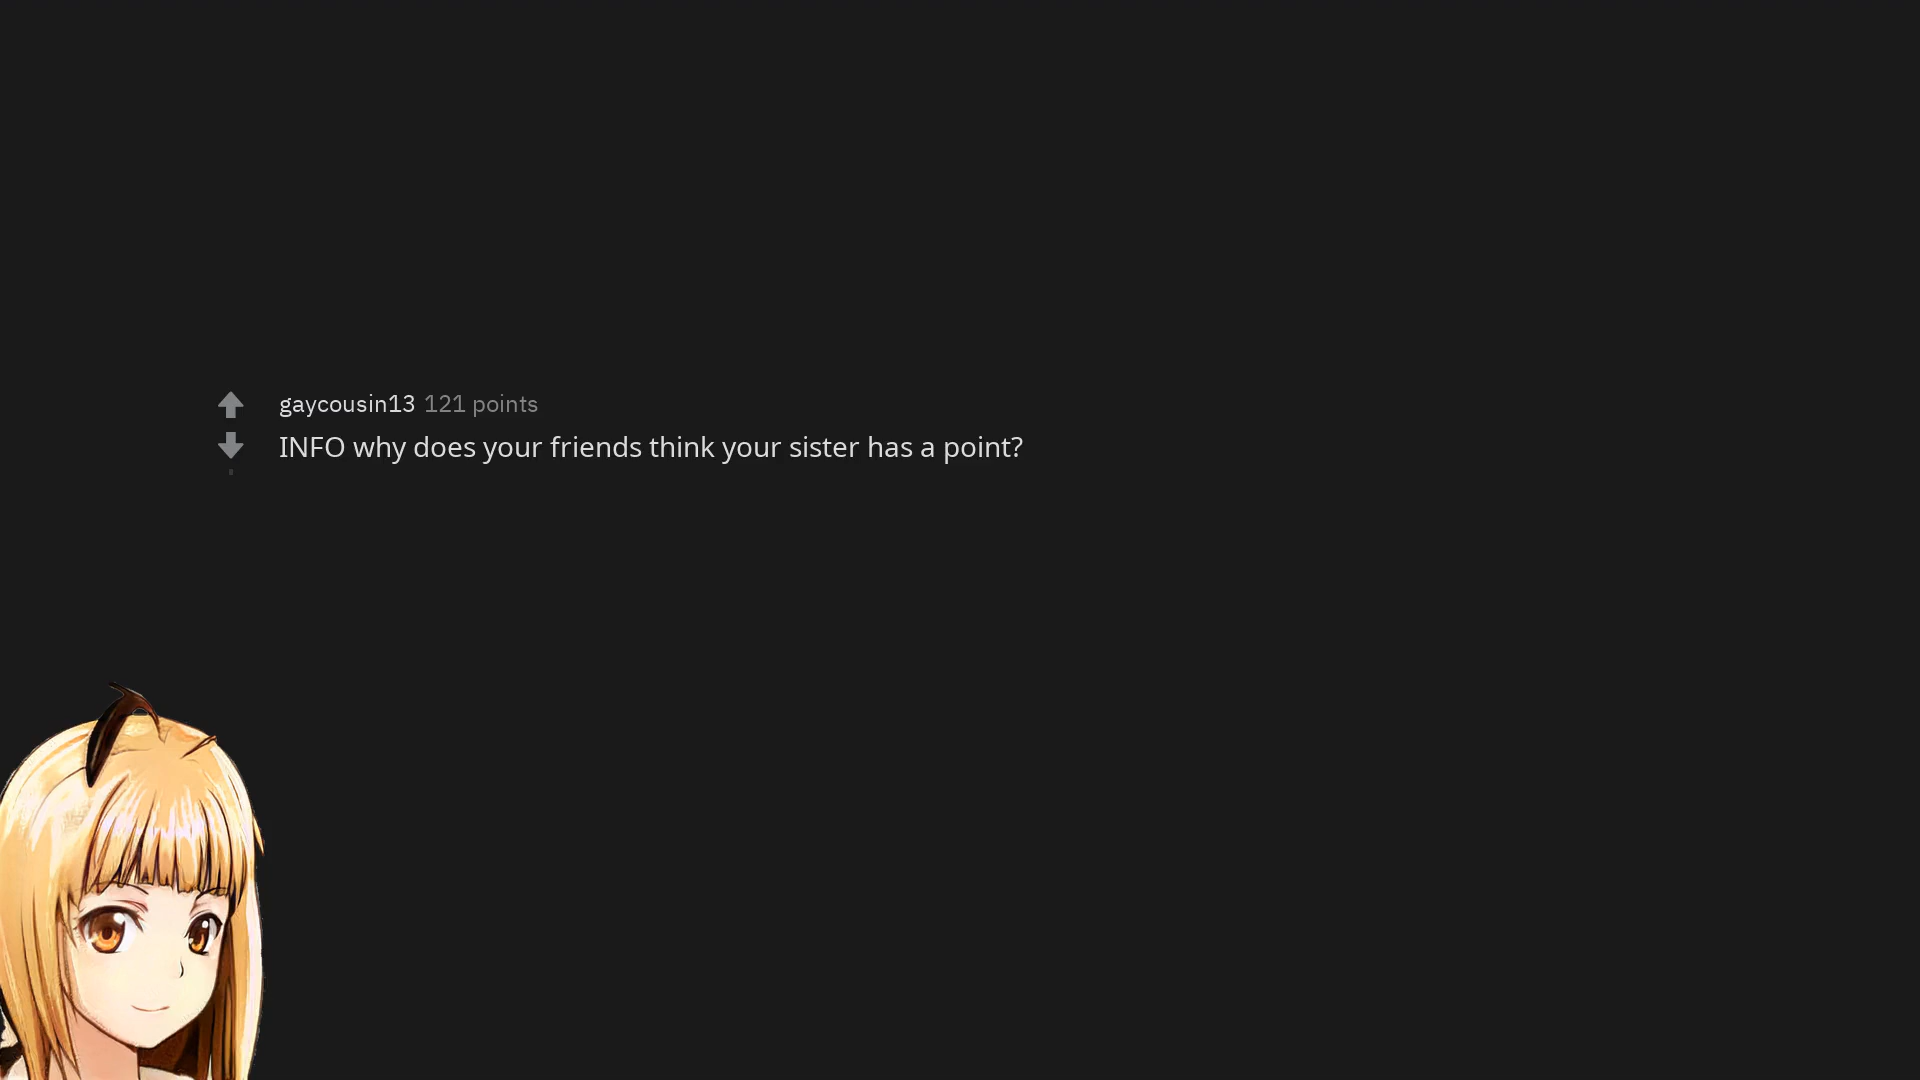 gaycousin13 121 points
INFO why does your friends think your sister has a point?